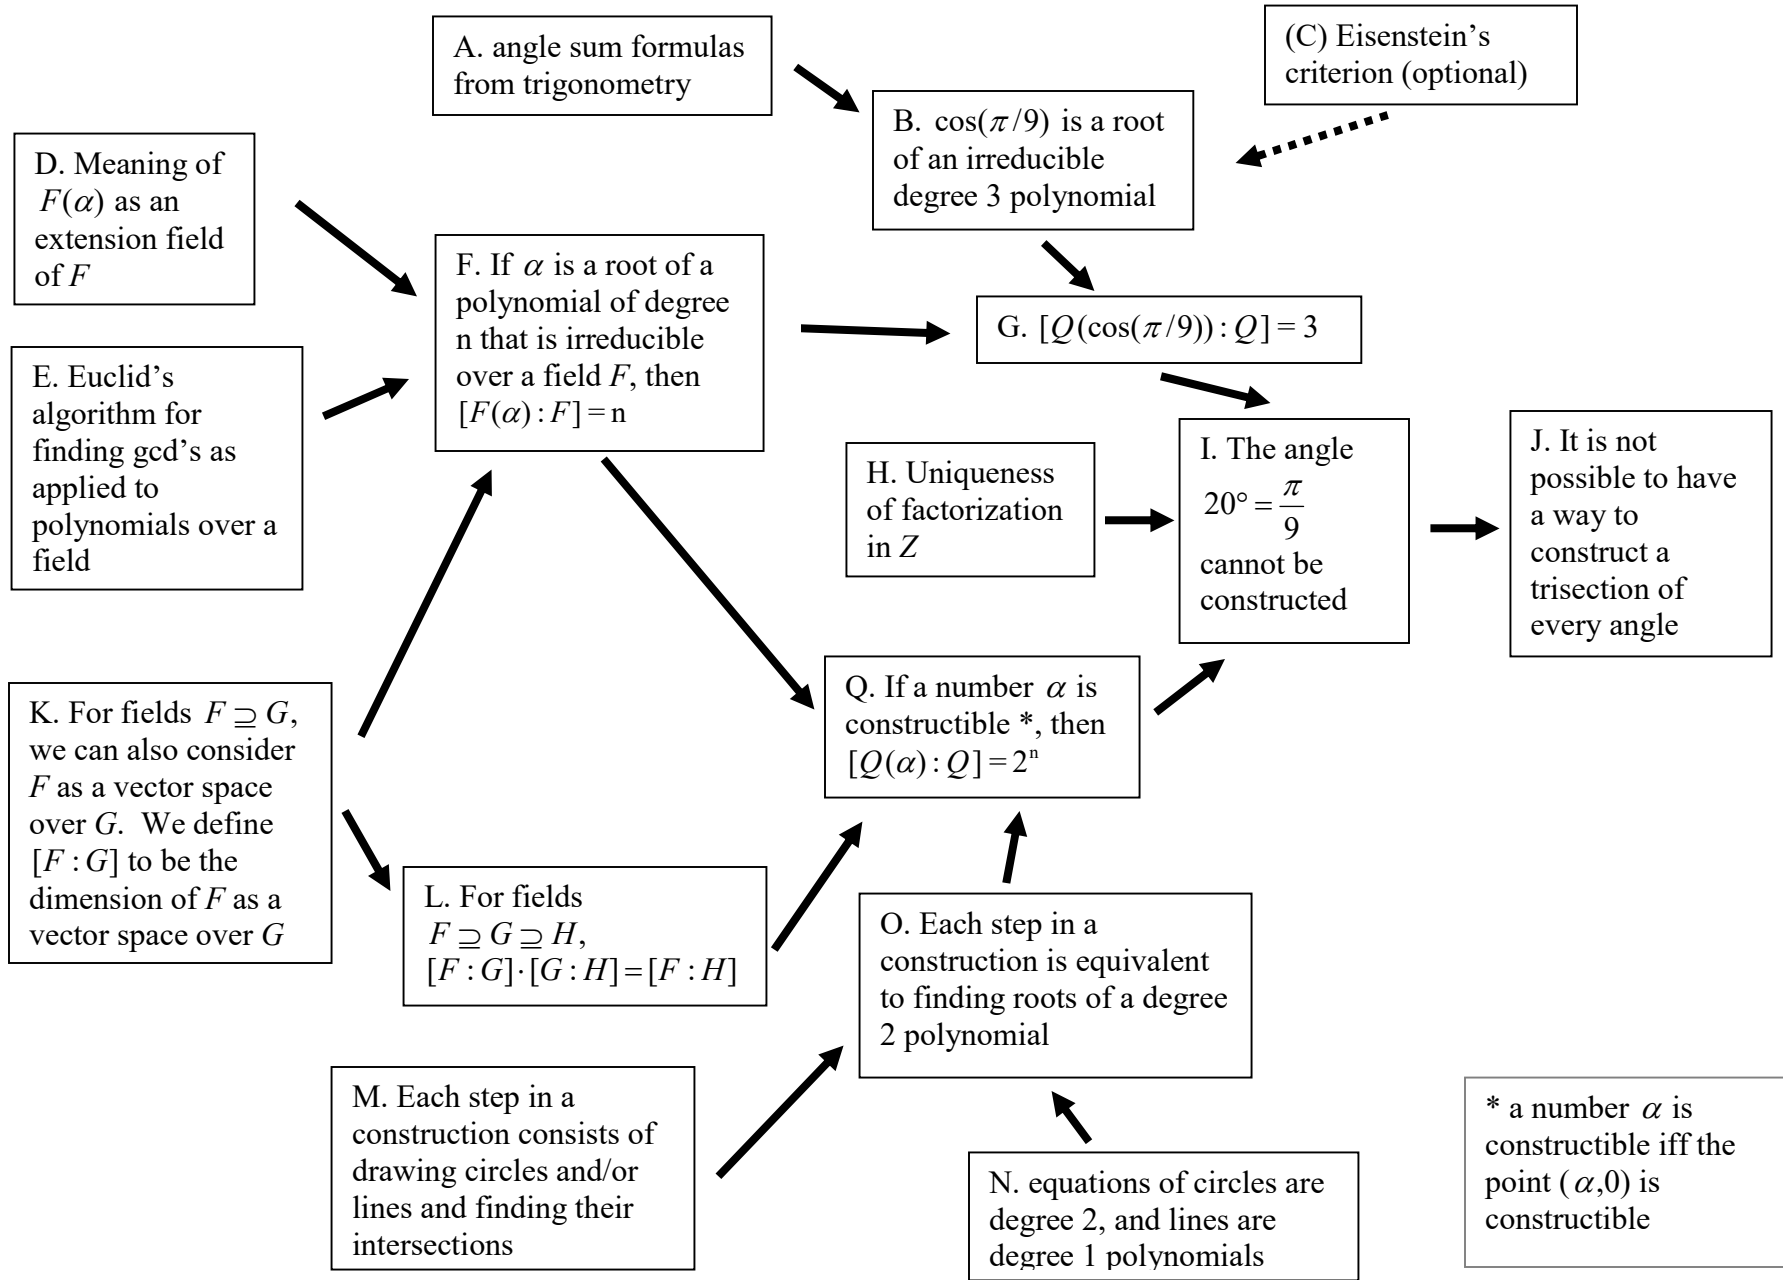 A. angle sum formulas
from trigonometry
(C) Eisenstein’s
criterion (optional)
B. cos(π/9) is a root
of an irreducible
degree 3 polynomial
D. Meaning of
F(α) as an
extension field
of F
F. If α is a root of a
polynomial of degree
n that is irreducible
over a field F, then
[F(α) : F] = n
G. [Q(cos(π/9)) : Q] = 3
E. Euclid’s
algorithm for
finding gcd’s as
applied to
polynomials over a
field
H. Uniqueness
of factorization
in Z
I. The angle
20° = π/9
cannot be
constructed
J. It is not
possible to have
a way to
construct a
trisection of
every angle
K. For fields F ⊇ G,
we can also consider
F as a vector space
over G. We define
[F : G] to be the
dimension of F as a
vector space over G
Q. If a number α is
constructible *, then
[Q(α) : Q] = 2ⁿ
L. For fields
F ⊇ G ⊇ H,
[F : G]·[G : H] = [F : H]
O. Each step in a
construction is equivalent
to finding roots of a degree
2 polynomial
M. Each step in a
construction consists of
drawing circles and/or
lines and finding their
intersections
N. equations of circles are
degree 2, and lines are
degree 1 polynomials
* a number α is
constructible iff the
point (α,0) is
constructible